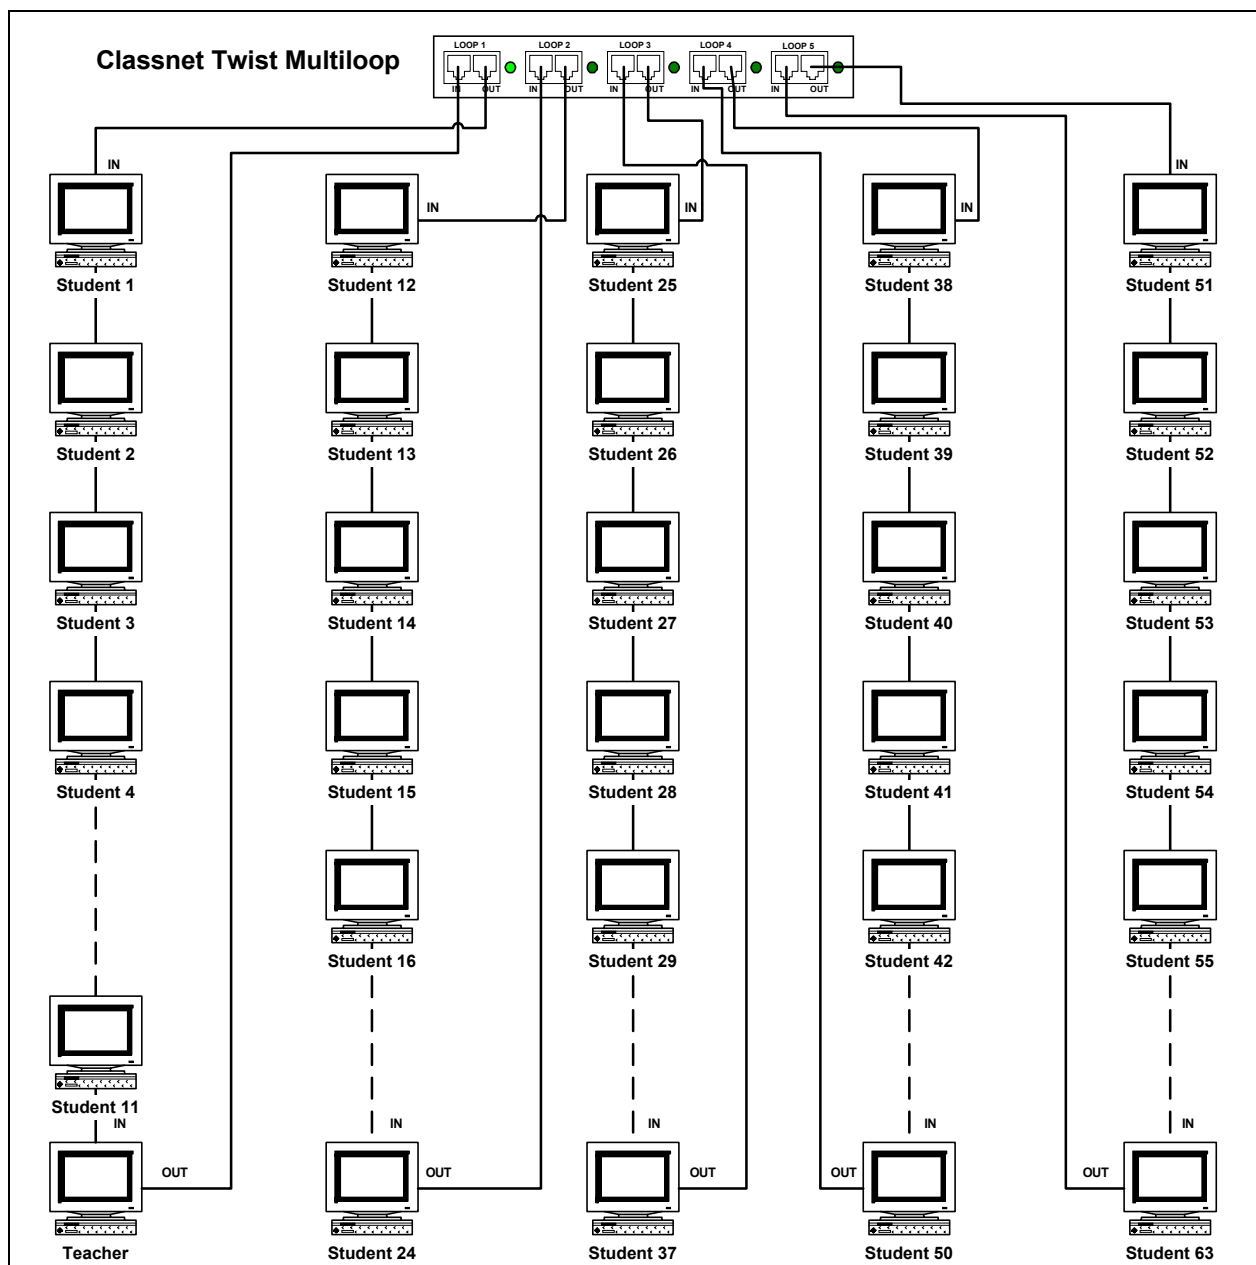 Classnet Twist Multiloop
LOOP 1 LOOP 2 LOOP 3 LOOP 4 LOOP 5
IN OUT IN OUT IN OUT IN OUT IN OUT
IN IN
IN IN IN
Student 1 Student 12 Student 25 Student 38 Student 51
Student 2 Student 13 Student 26 Student 39 Student 52
Student 3 Student 14 Student 27 Student 40 Student 53
Student 4 Student 15 Student 28 Student 41 Student 54
Student 16 Student 29 Student 42 Student 55
Student 11
IN IN IN IN IN
OUT OUT OUT OUT OUT
Teacher Student 24 Student 37 Student 50 Student 63